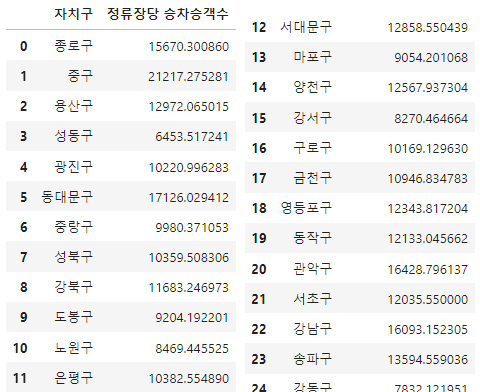 자치구 정류장당 승차승객수
0 종로구 15670.300860
1 중구 21217.275281
2 용산구 12972.065015
3 성동구 6453.517241
4 광진구 10220.996283
5 동대문구 17126.029412
6 중랑구 9980.371053
7 성북구 10359.508306
8 강북구 11683.246973
9 도봉구 9204.192201
10 노원구 8469.445525
11 은평구 10382.554890
12 서대문구 12858.550439
13 마포구 9054.201068
14 양천구 12567.937304
15 강서구 8270.464664
16 구로구 10169.129630
17 금천구 10946.834783
18 영등포구 12343.817204
19 동작구 12133.045662
20 관악구 16428.796137
21 서초구 12035.550000
22 강남구 16093.152305
23 송파구 13594.559036
24 강동구 7832.121951